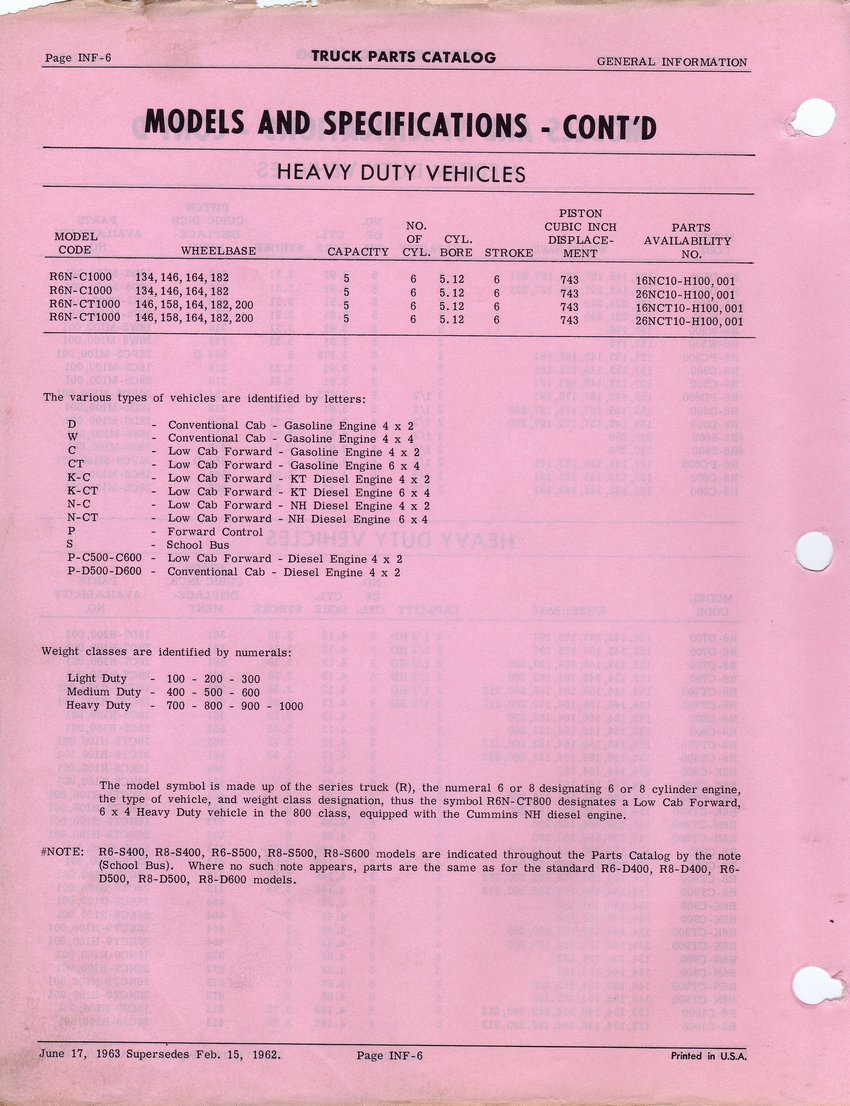 Page INF-6 TRUCK PARTS CATALOG GENERAL INFORMATION
MODELS AND SPECIFICATIONS - CONT'D
HEAVY DUTY VEHICLES
MODEL CODE WHEELBASE CAPACITY NO. OF CYL. CYL. BORE STROKE PISTON CUBIC INCH DISPLACE- MENT PARTS AVAILABILITY NO.
R6N-C1000 134, 146, 164, 182 5 6 5.12 6 743 16NC10-H100,001
R6N-C1000 134, 146, 164, 182 5 6 5.12 6 743 26NC10-H100,001
R6N-CT1000 146, 158, 164, 182, 200 5 6 5.12 6 743 16NCT10-H100,001
R6N-CT1000 146, 158, 164, 182, 200 5 6 5.12 6 743 26NCT10-H100,001
The various types of vehicles are identified by letters:
D - Conventional Cab - Gasoline Engine 4 x 2
W - Conventional Cab - Gasoline Engine 4 x 4
C - Low Cab Forward - Gasoline Engine 4 x 2
CT - Low Cab Forward - Gasoline Engine 6 x 4
K-C - Low Cab Forward - KT Diesel Engine 4 x 2
K-CT - Low Cab Forward - KT Diesel Engine 6 x 4
N-C - Low Cab Forward - NH Diesel Engine 4 x 2
N-CT - Low Cab Forward - NH Diesel Engine 6 x 4
P - Forward Control
S - School Bus
P-C500-C600 - Low Cab Forward - Diesel Engine 4 x 2
P-D500-D600 - Conventional Cab - Diesel Engine 4 x 2
Weight classes are identified by numerals:
Light Duty - 100 - 200 - 300
Medium Duty - 400 - 500 - 600
Heavy Duty - 700 - 800 - 900 - 1000
The model symbol is made up of the series truck (R), the numeral 6 or 8 designating 6 or 8 cylinder engine,
the type of vehicle, and weight class designation, thus the symbol R6N-CT800 designates a Low Cab Forward,
6 x 4 Heavy Duty vehicle in the 800 class, equipped with the Cummins NH diesel engine.
#NOTE: R6-S400, R8-S400, R6-S500, R8-S500, R8-S600 models are indicated throughout the Parts Catalog by the note
(School Bus). Where no such note appears, parts are the same as for the standard R6-D400, R8-D400, R6-
D500, R8-D500, R8-D600 models.
June 17, 1963 Supersedes Feb. 15, 1962. Page INF-6 Printed in U.S.A.